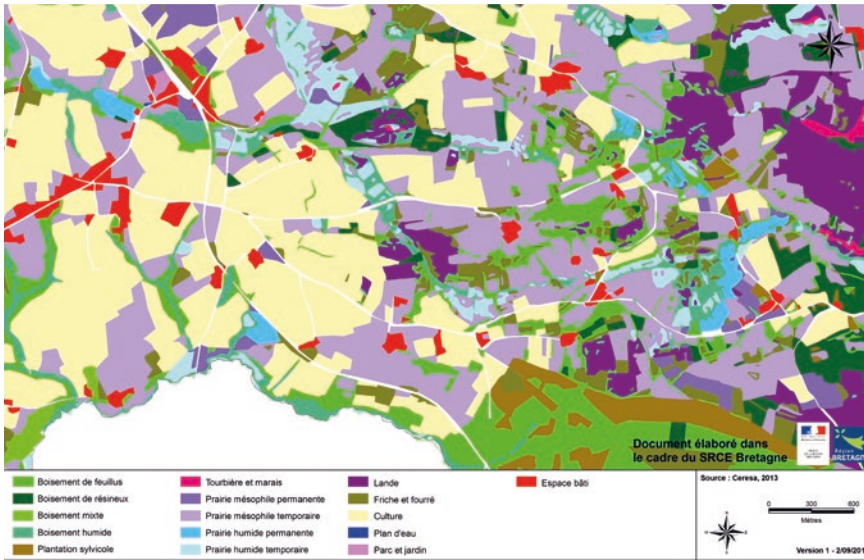 Document élaboré dans
le cadre du SRCE Bretagne
Région
BRETAGNE
Boisement de feuillus
Boisement de résineux
Boisement mixte
Boisement humide
Plantation sylvicole
Tourbière et marais
Prairie mésophile permanente
Prairie mésophile temporaire
Prairie humide permanente
Prairie humide temporaire
Lande
Friche et fourré
Culture
Plan d'eau
Parc et jardin
Espace bâti
Source : Ceresa, 2013
0 300 600
Mètres
Version 1 - 2/09/201